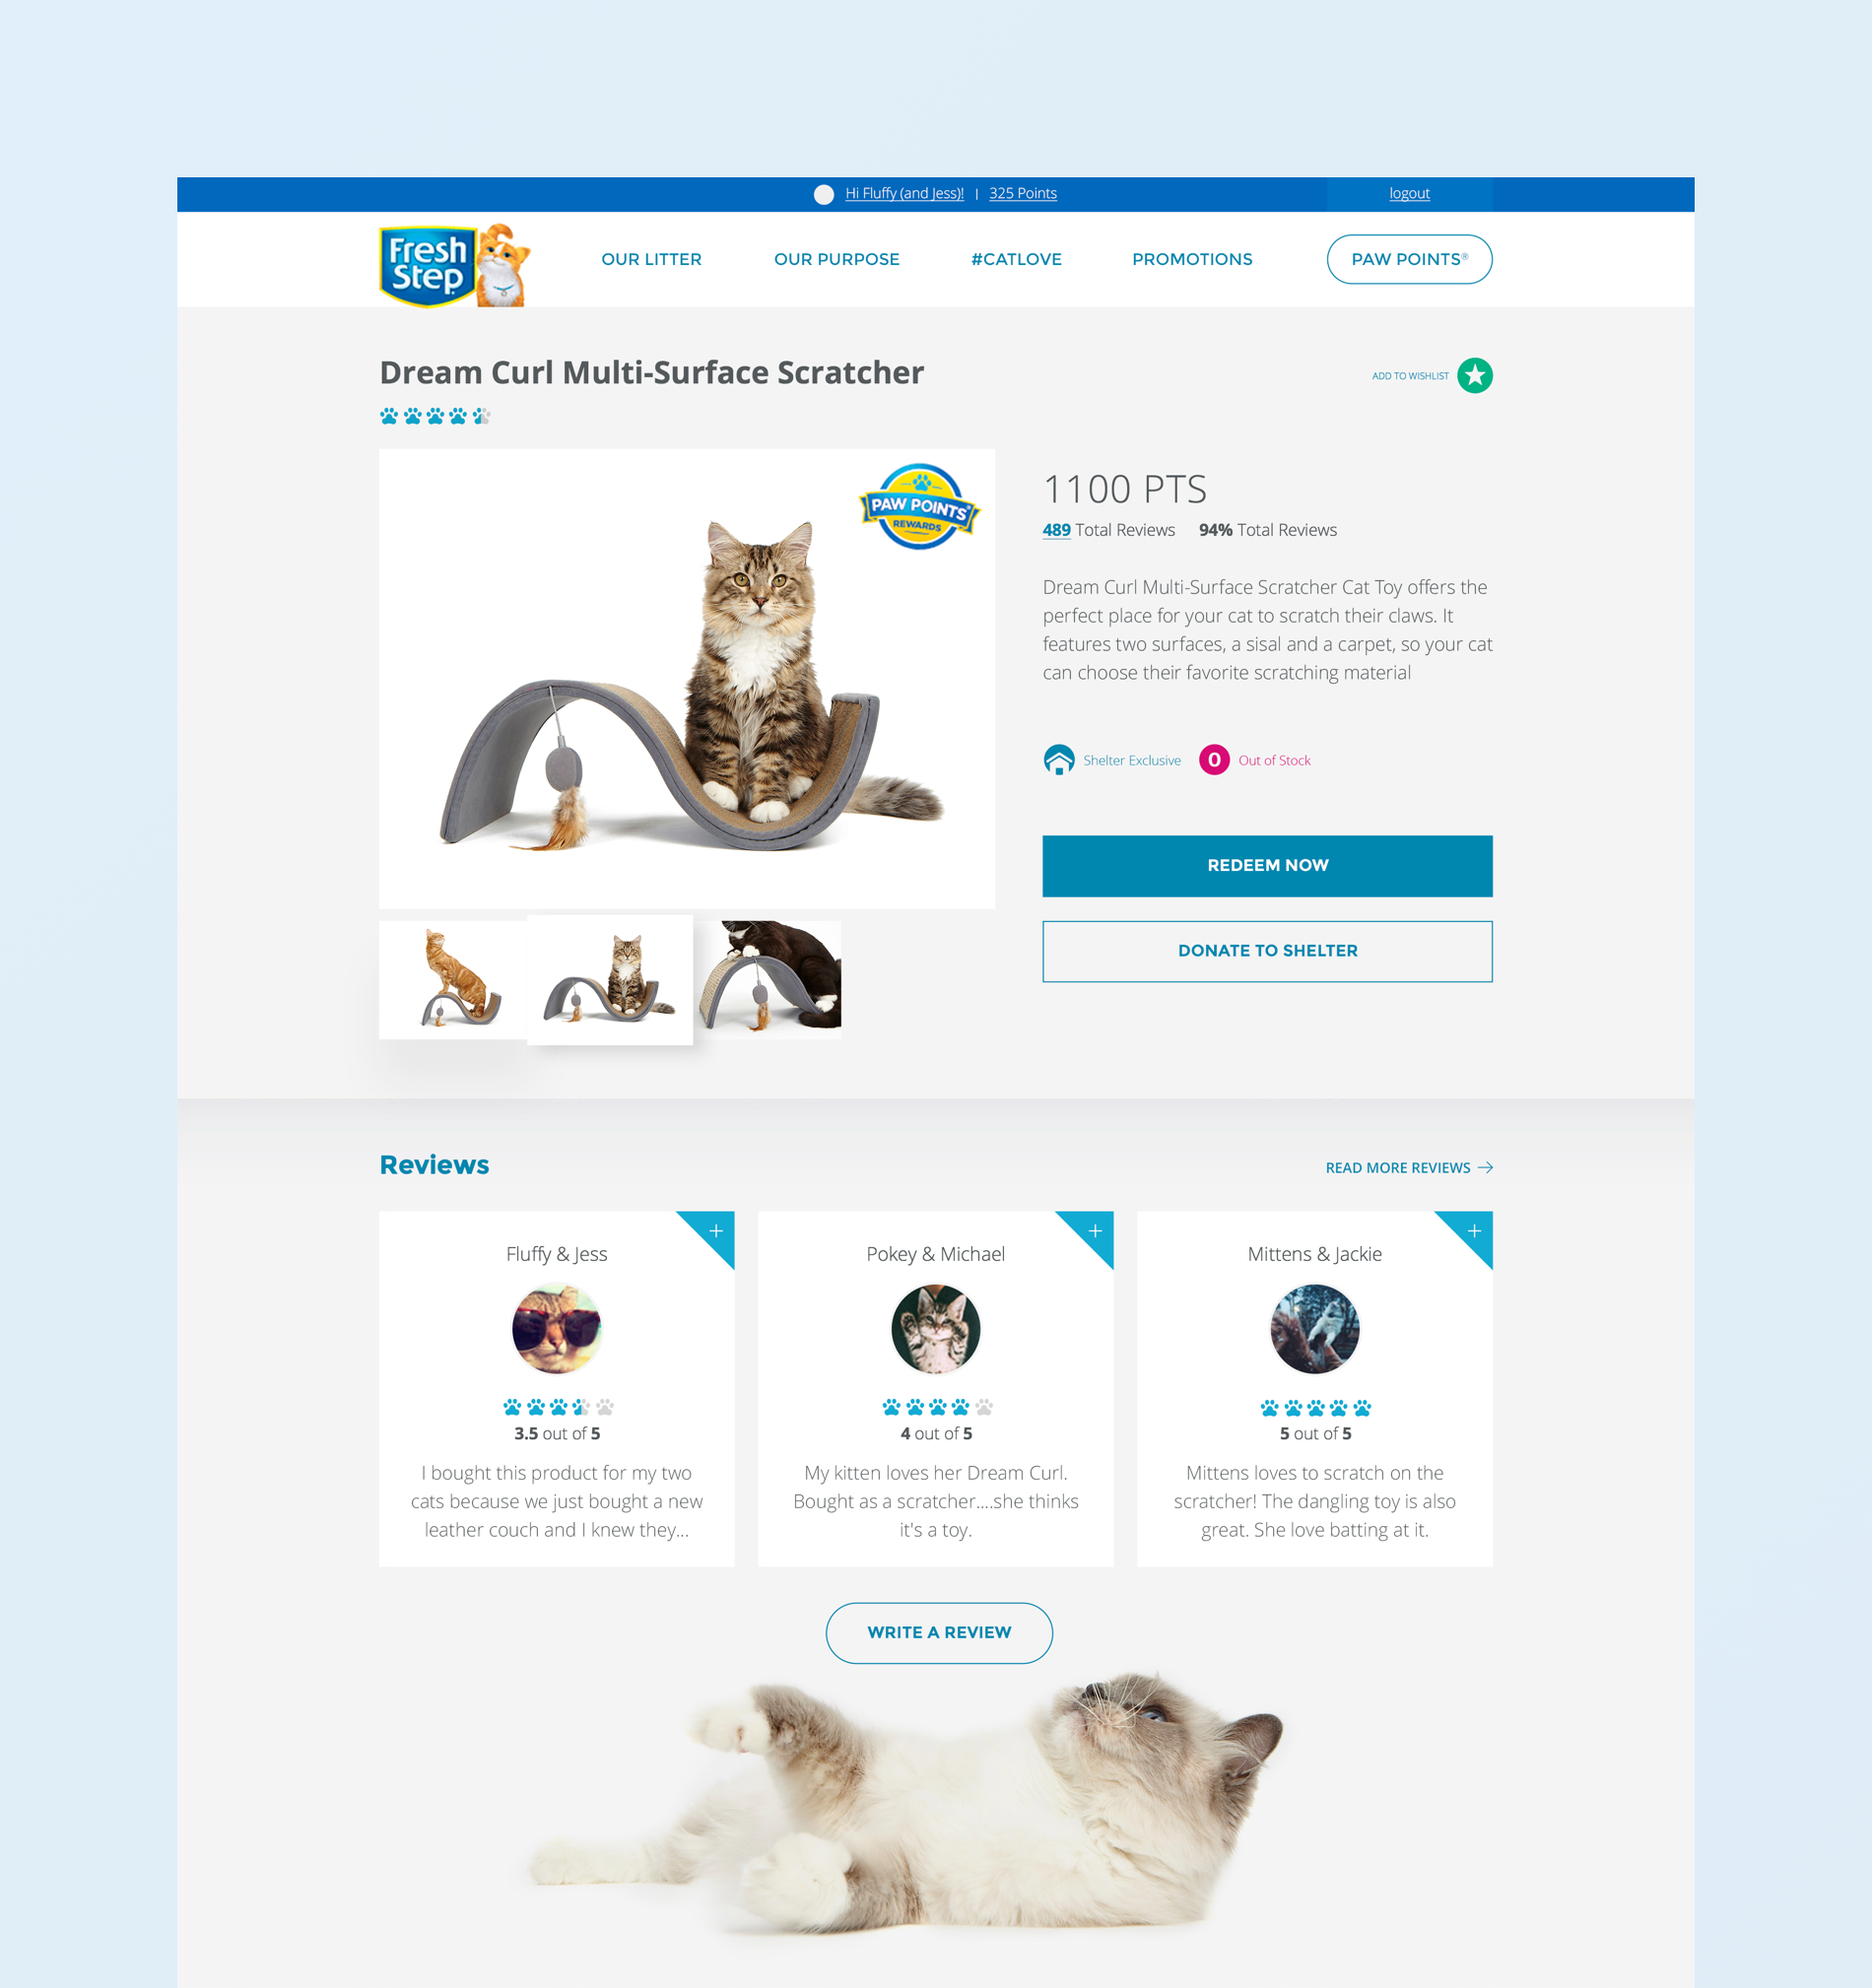 Hi Fluffy (and Jess)! | 325 Points
logout
Fresh
Step.
OUR LITTER
OUR PURPOSE
#CATLOVE
PROMOTIONS
PAW POINTS®
Dream Curl Multi-Surface Scratcher
ADD TO WISHLIST
PAW POINTS®
REWARDS
1100 PTS
489 Total Reviews 94% Total Reviews
Dream Curl Multi-Surface Scratcher Cat Toy offers the
perfect place for your cat to scratch their claws. It
features two surfaces, a sisal and a carpet, so your cat
can choose their favorite scratching material
Shelter Exclusive
0 Out of Stock
REDEEM NOW
DONATE TO SHELTER
Reviews
READ MORE REVIEWS →
Fluffy & Jess
3.5 out of 5
I bought this product for my two
cats because we just bought a new
leather couch and I knew they...
Pokey & Michael
4 out of 5
My kitten loves her Dream Curl.
Bought as a scratcher....she thinks
it's a toy.
Mittens & Jackie
5 out of 5
Mittens loves to scratch on the
scratcher! The dangling toy is also
great. She love batting at it.
WRITE A REVIEW